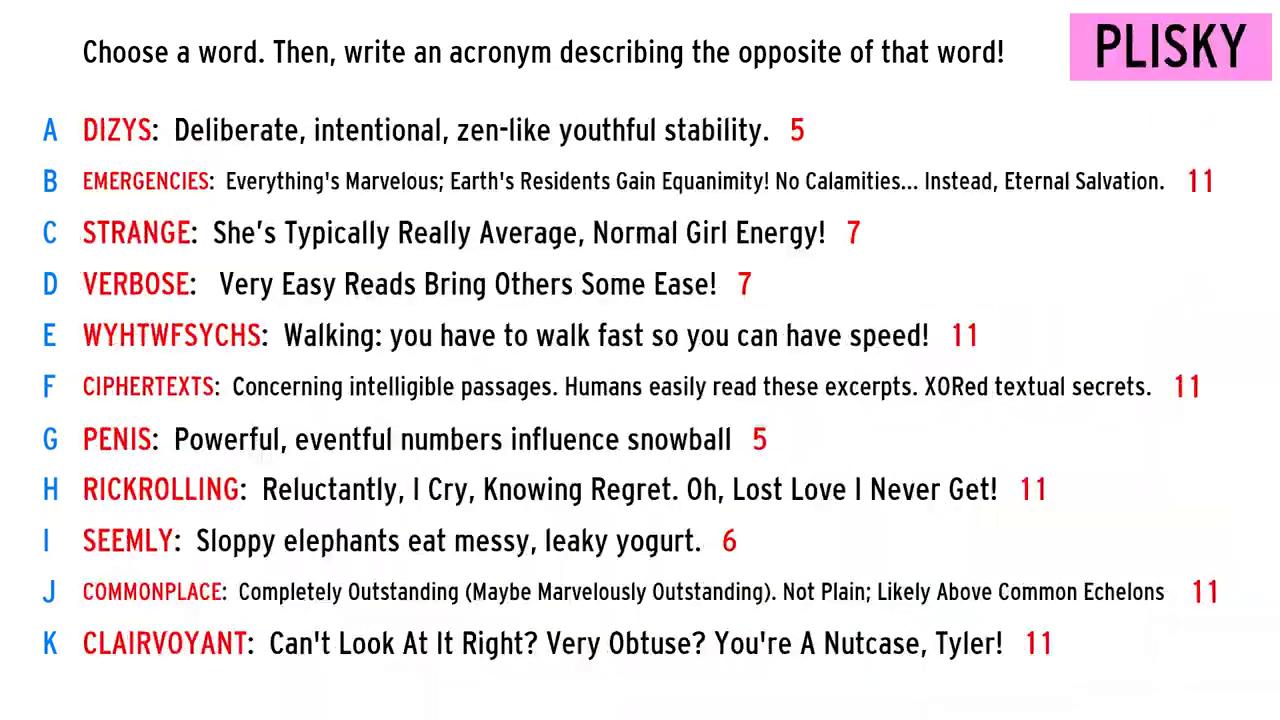 Choose a word. Then, write an acronym describing the opposite of that word!
PLISKY
A DIZYS: Deliberate, intentional, zen-like youthful stability. 5
B EMERGENCIES: Everything's Marvelous; Earth's Residents Gain Equanimity! No Calamities... Instead, Eternal Salvation. 11
C STRANGE: She’s Typically Really Average, Normal Girl Energy! 7
D VERBOSE: Very Easy Reads Bring Others Some Ease! 7
E WYHTWFSYCHS: Walking: you have to walk fast so you can have speed! 11
F CIPHERTEXTS: Concerning intelligible passages. Humans easily read these excerpts. XORed textual secrets. 11
G PENIS: Powerful, eventful numbers influence snowball 5
H RICKROLLING: Reluctantly, I Cry, Knowing Regret. Oh, Lost Love I Never Get! 11
I SEEMLY: Sloppy elephants eat messy, leaky yogurt. 6
J COMMONPLACE: Completely Outstanding (Maybe Marvelously Outstanding). Not Plain; Likely Above Common Echelons 11
K CLAIRVOYANT: Can't Look At It Right? Very Obtuse? You're A Nutcase, Tyler! 11